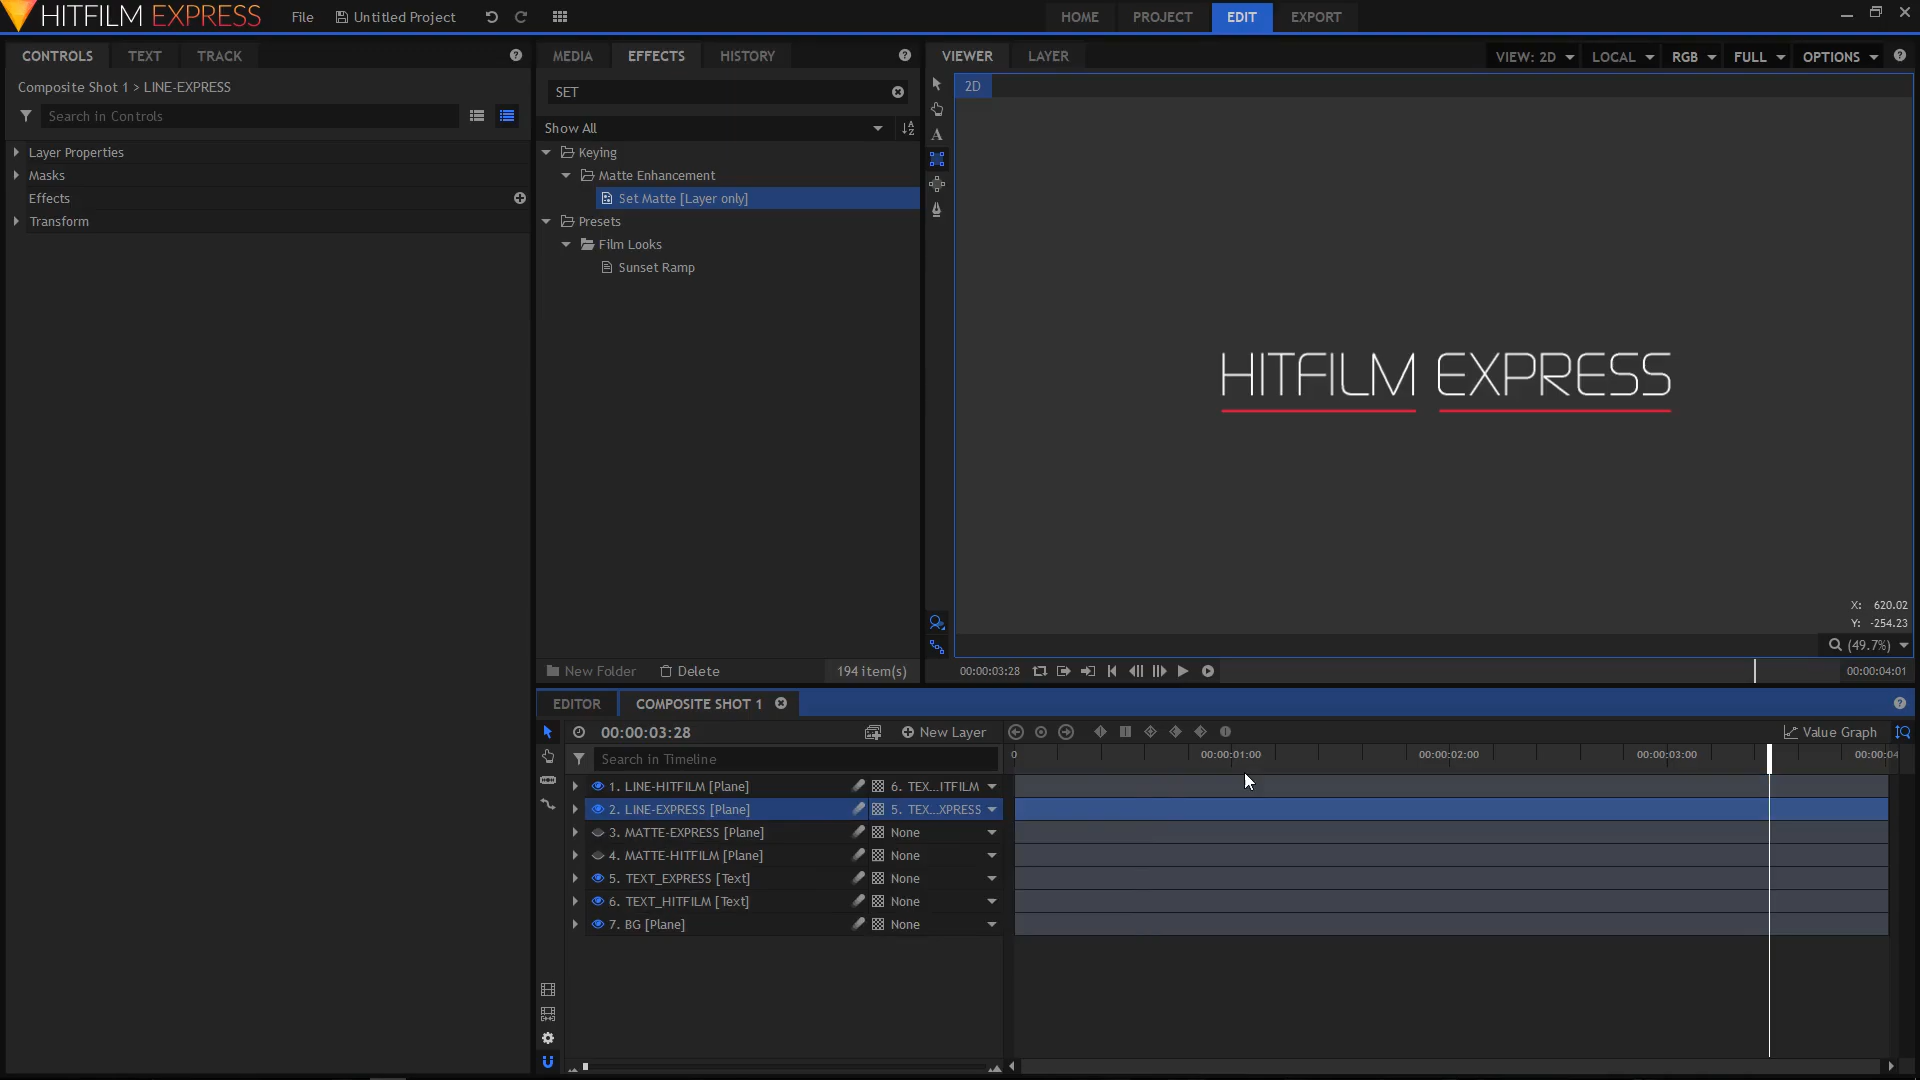 HITFILM EXPRESS
File
Untitled Project
HOME
PROJECT
EDIT
EXPORT
CONTROLS
TEXT
TRACK
Composite Shot 1 > LINE-EXPRESS
Search in Controls
Layer Properties
Masks
Effects
Transform
MEDIA
EFFECTS
HISTORY
SET
Show All
Keying
Matte Enhancement
Set Matte [Layer only]
Presets
Film Looks
Sunset Ramp
New Folder
Delete
194 item(s)
VIEWER
LAYER
VIEW: 2D
LOCAL
RGB
FULL
OPTIONS
2D
HITFILM EXPRESS
X: 620.02
Y: -254.23
(49.7%)
00:00:03:28
00:00:04:01
EDITOR
COMPOSITE SHOT 1
00:00:03:28
New Layer
Value Graph
Search in Timeline
0
00:00:01:00
00:00:02:00
00:00:03:00
00:00:04
1. LINE-HITFILM [Plane]
6. TEX...ITFILM
2. LINE-EXPRESS [Plane]
5. TEX...XPRESS
3. MATTE-EXPRESS [Plane]
None
4. MATTE-HITFILM [Plane]
None
5. TEXT_EXPRESS [Text]
None
6. TEXT_HITFILM [Text]
None
7. BG [Plane]
None